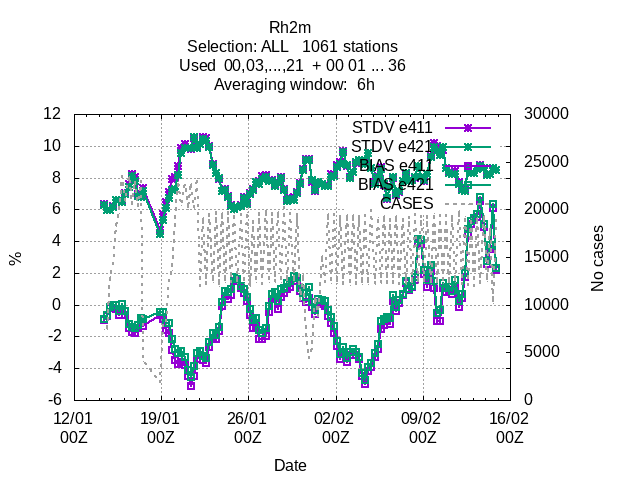 Rh2m
Selection: ALL   1061 stations
Used  00,03,...,21  + 00 01 ... 36
Averaging window:  6h
12
10
8
6
4
2
0
-2
-4
-6
%
30000
25000
20000
15000
10000
5000
0
No cases
STDV e411
STDV e421
BIAS e411
BIAS e421
CASES
12/01 19/01 26/01 02/02 09/02 16/02
00Z 00Z 00Z 00Z 00Z 00Z
Date